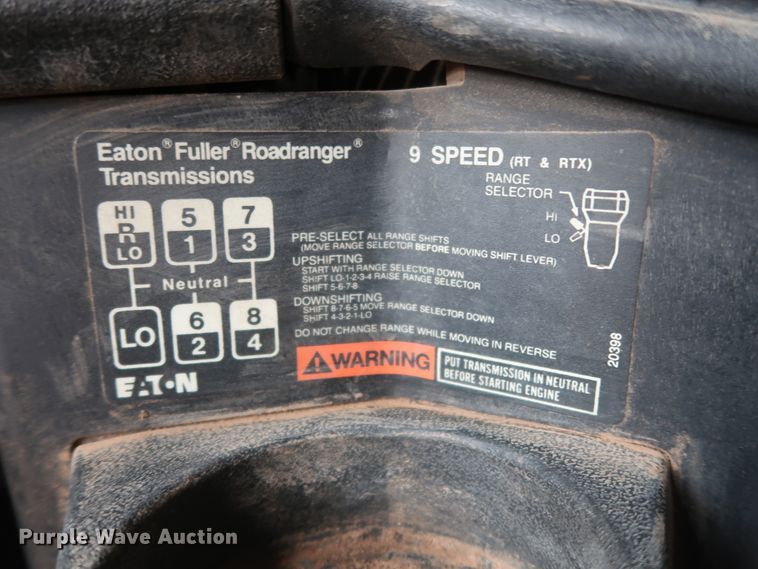 Eaton® Fuller® Roadranger®
Transmissions
9 SPEED (RT & RTX)
RANGE
SELECTOR
HI
LO
HI
R
LO
5
1
7
3
Neutral
LO
6
2
8
4
PRE-SELECT ALL RANGE SHIFTS
(MOVE RANGE SELECTOR BEFORE MOVING SHIFT LEVER)
UPSHIFTING
START WITH RANGE SELECTOR DOWN
SHIFT LO-1-2-3-4 RAISE RANGE SELECTOR
SHIFT 5-6-7-8
DOWNSHIFTING
SHIFT 8-7-6-5 MOVE RANGE SELECTOR DOWN
SHIFT 4-3-2-1-LO
DO NOT CHANGE RANGE WHILE MOVING IN REVERSE
WARNING
PUT TRANSMISSION IN NEUTRAL
BEFORE STARTING ENGINE
20398
EATON
Purple Wave Auction